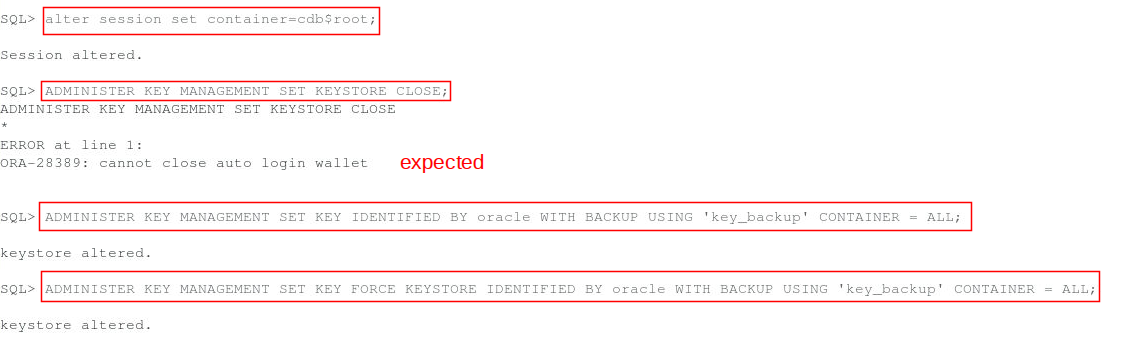 SQL> alter session set container=cdb$root;
Session altered.
SQL> ADMINISTER KEY MANAGEMENT SET KEYSTORE CLOSE;
ADMINISTER KEY MANAGEMENT SET KEYSTORE CLOSE
*
ERROR at line 1:
ORA-28389: cannot close auto login wallet expected
SQL> ADMINISTER KEY MANAGEMENT SET KEY IDENTIFIED BY oracle WITH BACKUP USING 'key_backup' CONTAINER = ALL;
keystore altered.
SQL> ADMINISTER KEY MANAGEMENT SET KEY FORCE KEYSTORE IDENTIFIED BY oracle WITH BACKUP USING 'key_backup' CONTAINER = ALL;
keystore altered.